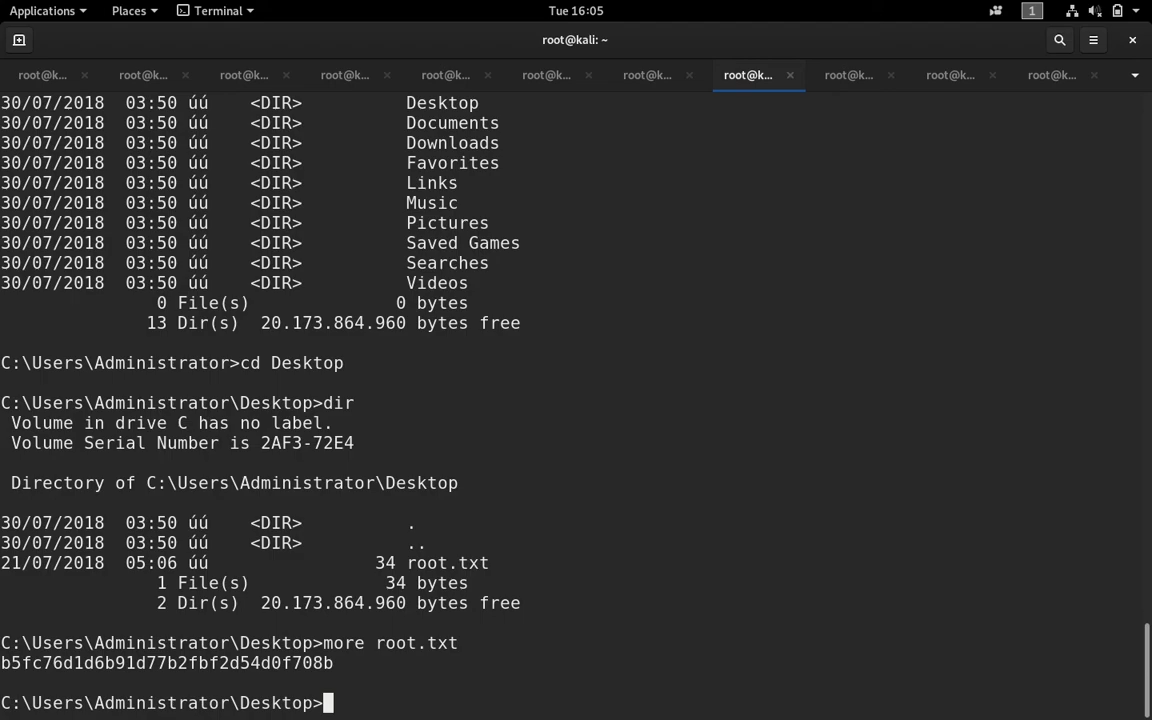 Applications Places Terminal Tue 16:05 1
root@kali: ~
root@k... root@k... root@k... root@k... root@k... root@k... root@k... root@k... root@k... root@k... root@k...
30/07/2018  03:50 úú    <DIR>          Desktop
30/07/2018  03:50 úú    <DIR>          Documents
30/07/2018  03:50 úú    <DIR>          Downloads
30/07/2018  03:50 úú    <DIR>          Favorites
30/07/2018  03:50 úú    <DIR>          Links
30/07/2018  03:50 úú    <DIR>          Music
30/07/2018  03:50 úú    <DIR>          Pictures
30/07/2018  03:50 úú    <DIR>          Saved Games
30/07/2018  03:50 úú    <DIR>          Searches
30/07/2018  03:50 úú    <DIR>          Videos
               0 File(s)              0 bytes
              13 Dir(s)  20.173.864.960 bytes free
C:\Users\Administrator>cd Desktop
C:\Users\Administrator\Desktop>dir
 Volume in drive C has no label.
 Volume Serial Number is 2AF3-72E4
 Directory of C:\Users\Administrator\Desktop
30/07/2018  03:50 úú    <DIR>          .
30/07/2018  03:50 úú    <DIR>          ..
21/07/2018  05:06 úú                34 root.txt
               1 File(s)             34 bytes
               2 Dir(s)  20.173.864.960 bytes free
C:\Users\Administrator\Desktop>more root.txt
b5fc76d1d6b91d77b2fbf2d54d0f708b
C:\Users\Administrator\Desktop>